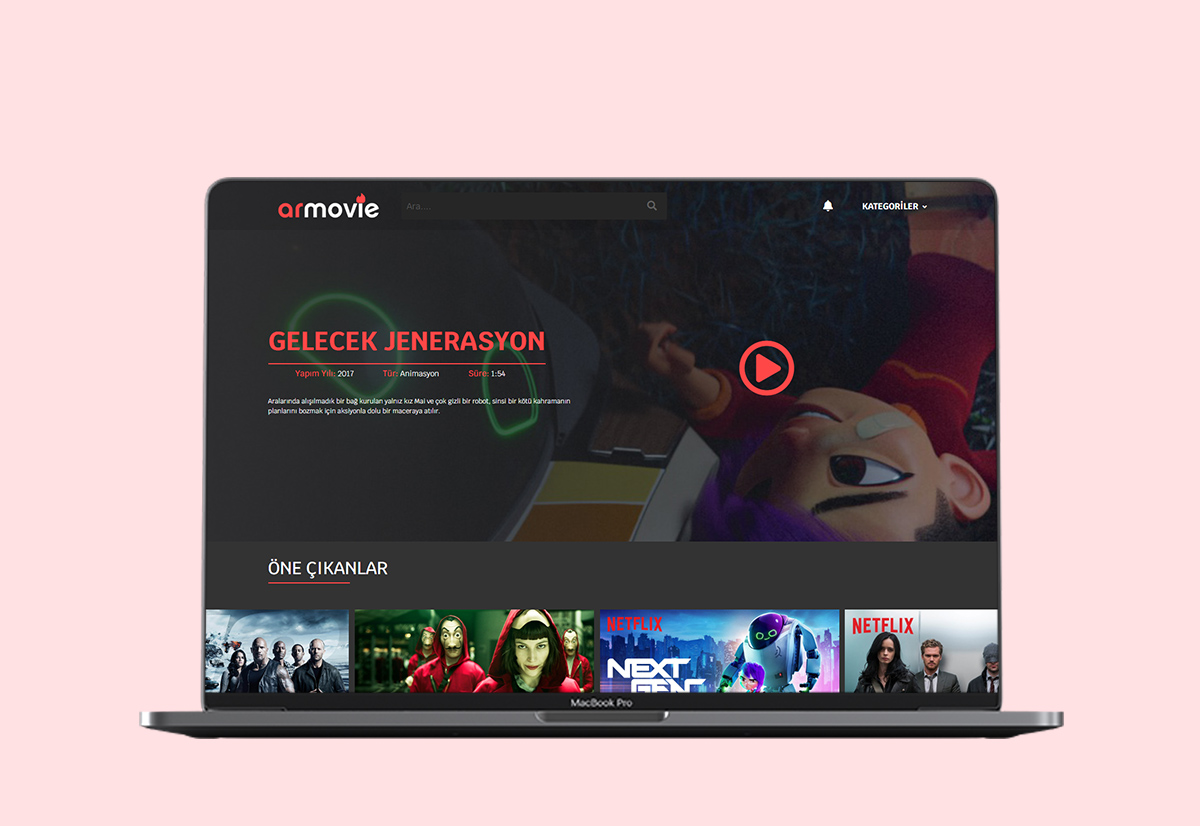 armovie
Ara....
KATEGORİLER
GELECEK JENERASYON
Yapım Yılı: 2017 Tür: Animasyon Süre: 1:54
Aralarında alışılmadık bir bağ kurulan yalnız kız Mai ve çok gizli bir robot, sinsi bir kötü kahramanın
planlarını bozmak için aksiyonla dolu bir maceraya atılır.
ÖNE ÇIKANLAR
NETFLIX
NEXT
GEN
NETFLIX
MacBook Pro